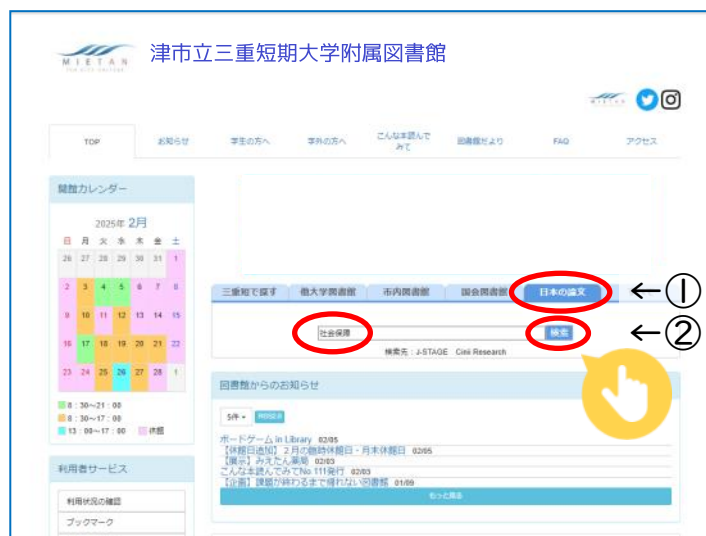 MIETAN
津市立三重短期大学附属図書館
TOP お知らせ 学生の方へ 学外の方へ こんな本読んでみて 図書館だより FAQ アクセス
開館カレンダー
2025年 2月
日 月 火 水 木 金 土
26 27 28 29 30 31 1
2 3 4 5 6 7 8
9 10 11 12 13 14 15
16 17 18 19 20 21 22
23 24 25 26 27 28 1
8:30~21:00
8:30~17:00
13:00~17:00 休館
利用者サービス
利用状況の確認
ブックマーク
三重短で探す 他大学図書館 市内図書館 国会図書館 日本の論文 ←①
社会保障 検索 ←②
検索先:J-STAGE Cinii Research
図書館からのお知らせ
5件
ボードゲーム in Library 02/05
【休館日追加】2月の臨時休館日・月末休館日 02/05
【展示】みえたん薬局 02/03
こんな本読んでみてNo.111発行 02/03
【企画】課題が終わるまで帰れない図書館 01/09
もっと見る